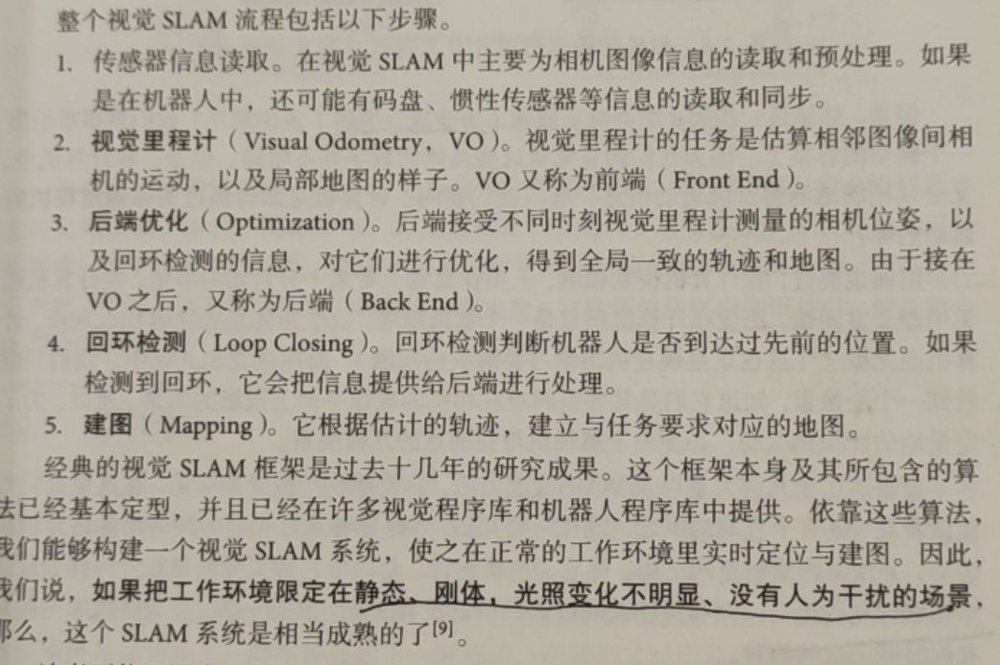 整个视觉 SLAM 流程包括以下步骤。
1. 传感器信息读取。在视觉 SLAM 中主要为相机图像信息的读取和预处理。如果
是在机器人中，还可能有码盘、惯性传感器等信息的读取和同步。
2. 视觉里程计（Visual Odometry，VO）。视觉里程计的任务是估算相邻图像间相
机的运动，以及局部地图的样子。VO 又称为前端（Front End）。
3. 后端优化（Optimization）。后端接受不同时刻视觉里程计测量的相机位姿，以
及回环检测的信息，对它们进行优化，得到全局一致的轨迹和地图。由于接在
VO 之后，又称为后端（Back End）。
4. 回环检测（Loop Closing）。回环检测判断机器人是否到达过先前的位置。如果
检测到回环，它会把信息提供给后端进行处理。
5. 建图（Mapping）。它根据估计的轨迹，建立与任务要求对应的地图。
经典的视觉 SLAM 框架是过去十几年的研究成果。这个框架本身及其所包含的算
法已经基本定型，并且已经在许多视觉程序库和机器人程序库中提供。依靠这些算法，
我们能够构建一个视觉 SLAM 系统，使之在正常的工作环境里实时定位与建图。因此，
我们说，如果把工作环境限定在静态、刚体，光照变化不明显、没有人为干扰的场景，
那么，这个 SLAM 系统是相当成熟的了[9]。